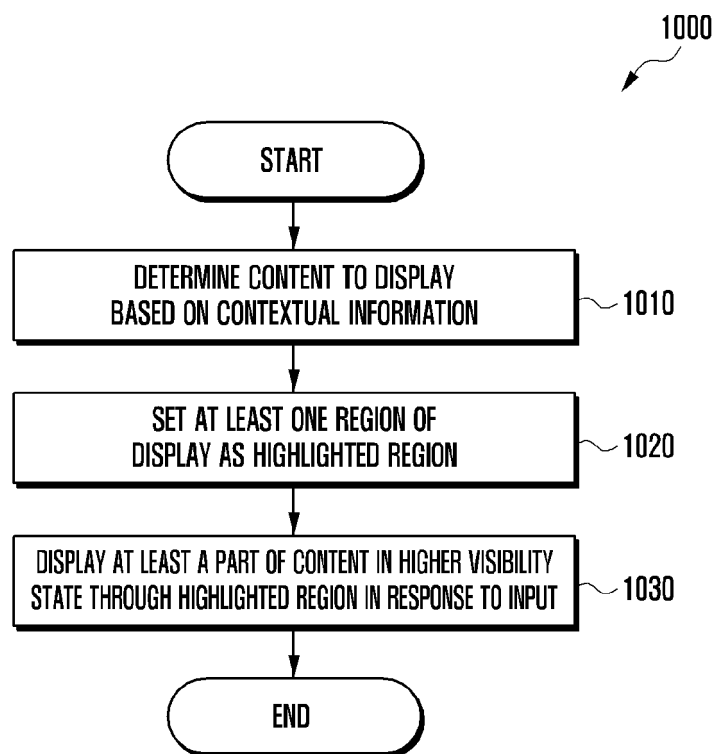 1000
START
DETERMINE CONTENT TO DISPLAY
BASED ON CONTEXTUAL INFORMATION
1010
SET AT LEAST ONE REGION OF
DISPLAY AS HIGHLIGHTED REGION
1020
DISPLAY AT LEAST A PART OF CONTENT IN HIGHER VISIBILITY
STATE THROUGH HIGHLIGHTED REGION IN RESPONSE TO INPUT
1030
END